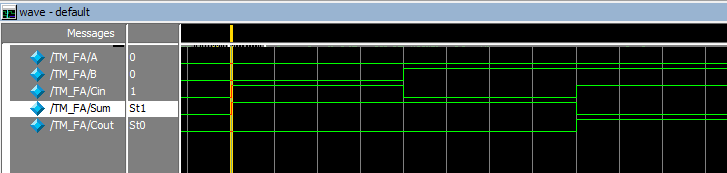 wave - default
Messages
/TM_FA/A 0
/TM_FA/B 0
/TM_FA/Cin 1
/TM_FA/Sum St1
/TM_FA/Cout St0